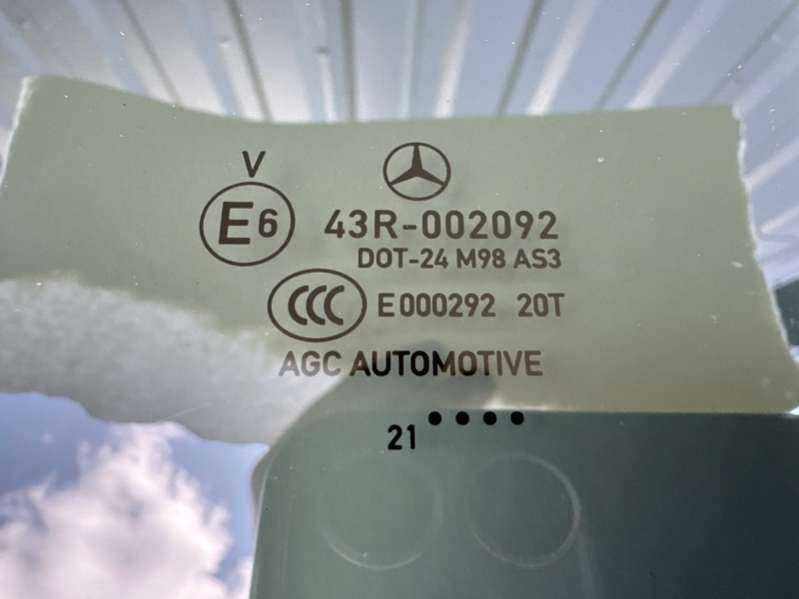 V
E6 43R-002092
DOT-24 M98 AS3
CCC E000292 20T
AGC AUTOMOTIVE
21 ••••